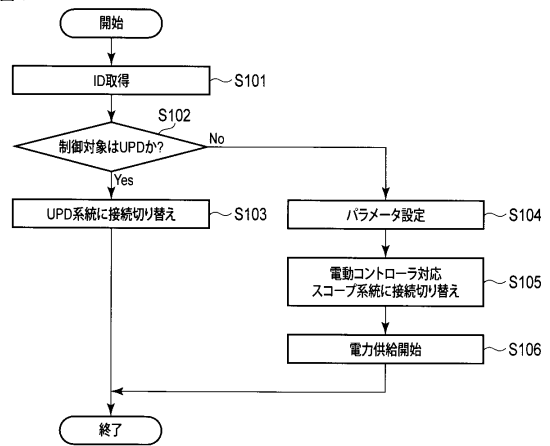 開始
ID取得
S101
S102
制御対象はUPDか?
No
Yes
UPD系統に接続切り替え
S103
パラメータ設定
S104
電動コントローラ対応
スコープ系統に接続切り替え
S105
電力供給開始
S106
終了